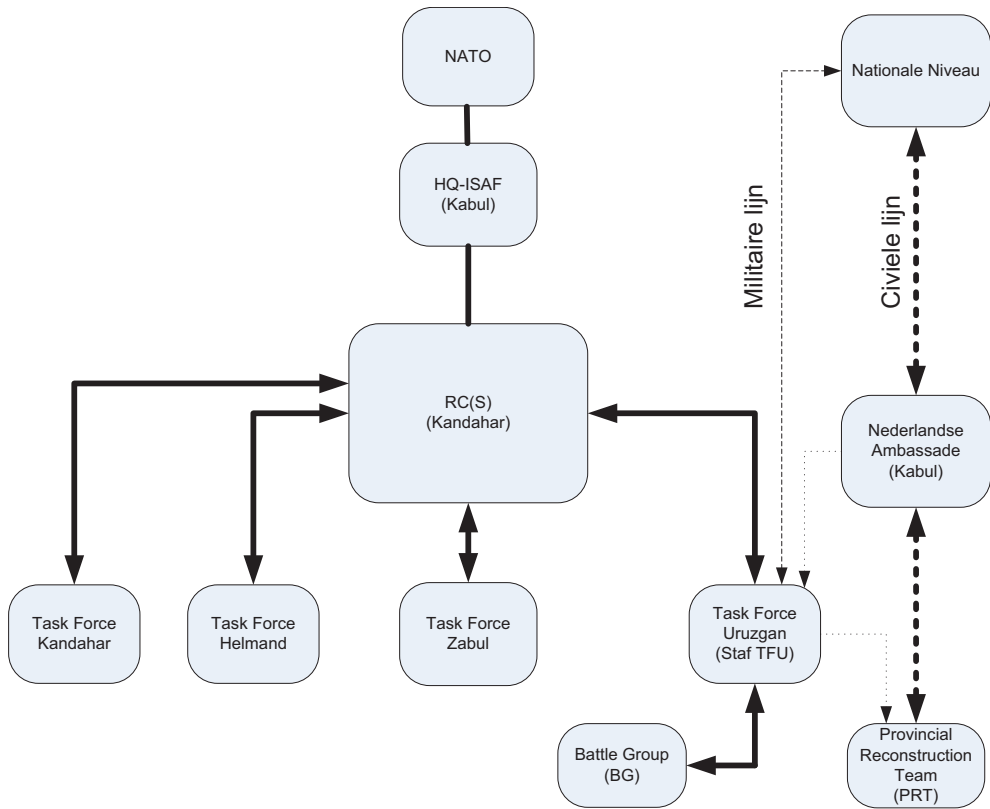 NATO
Nationale Niveau
HQ-ISAF
(Kabul)
Militaire lijn
Civiele lijn
RC(S)
(Kandahar)
Nederlandse
Ambassade
(Kabul)
Task Force
Kandahar
Task Force
Helmand
Task Force
Zabul
Task Force
Uruzgan
(Staf TFU)
Battle Group
(BG)
Provincial
Reconstruction
Team
(PRT)